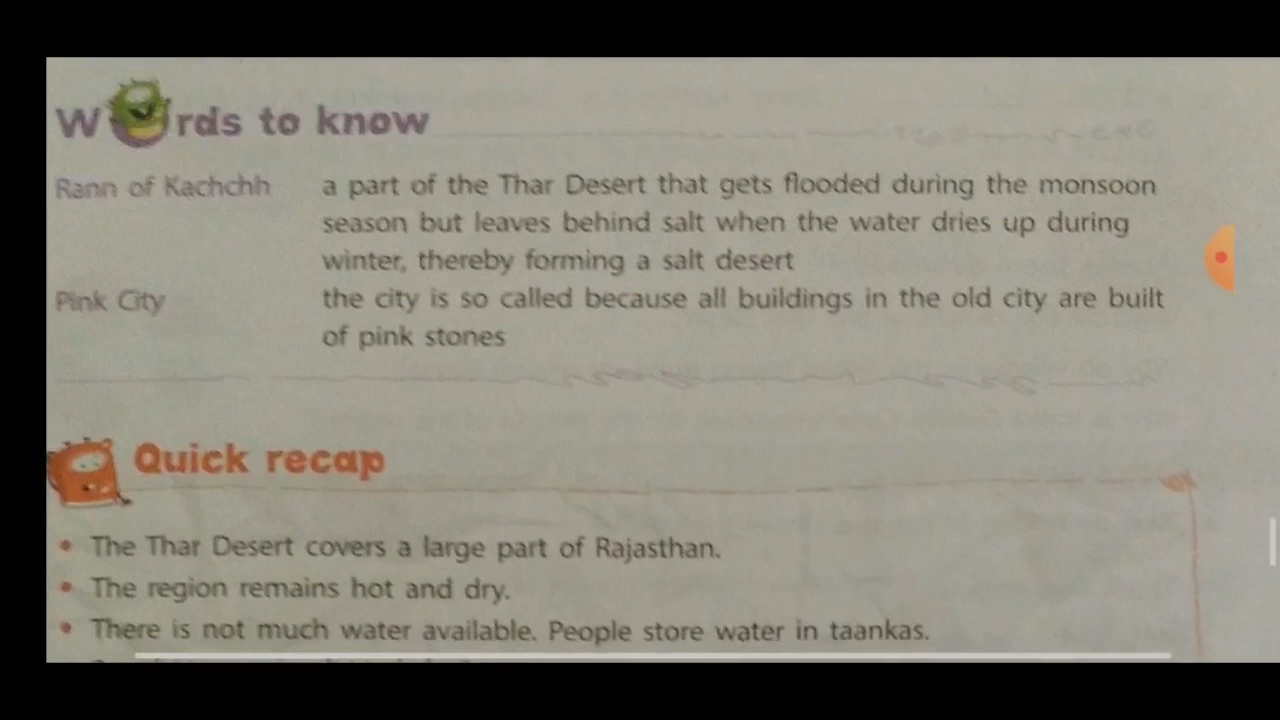 Words to know
Rann of Kachchh a part of the Thar Desert that gets flooded during the monsoon
season but leaves behind salt when the water dries up during
winter, thereby forming a salt desert
Pink City the city is so called because all buildings in the old city are built
of pink stones
Quick recap
• The Thar Desert covers a large part of Rajasthan.
• The region remains hot and dry.
• There is not much water available. People store water in taankas.